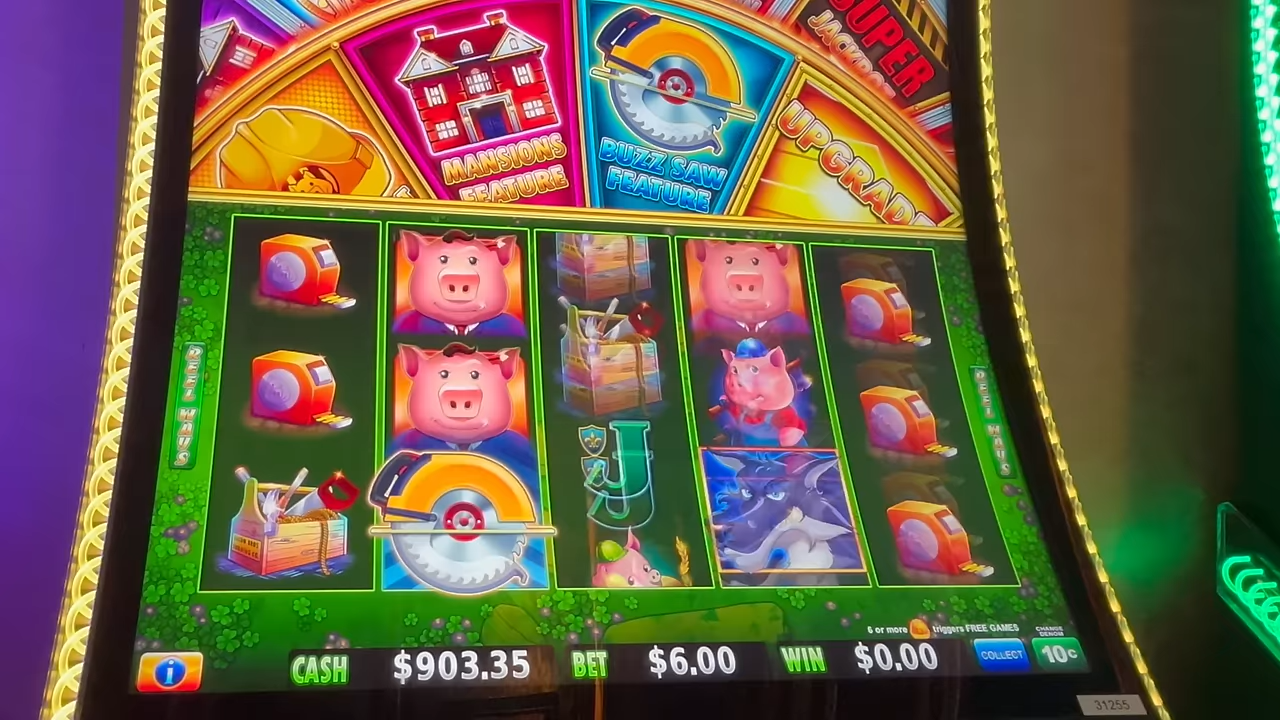 SUPER
JACKPOT
MANSIONS
FEATURE
BUZZ SAW
FEATURE
UPGRADE
REEL WAYS
REEL WAYS
J
6 or more triggers FREE GAMES
CHANGE
DENOM
i
CASH $903.35 BET $6.00 WIN $0.00 COLLECT 10¢
31255